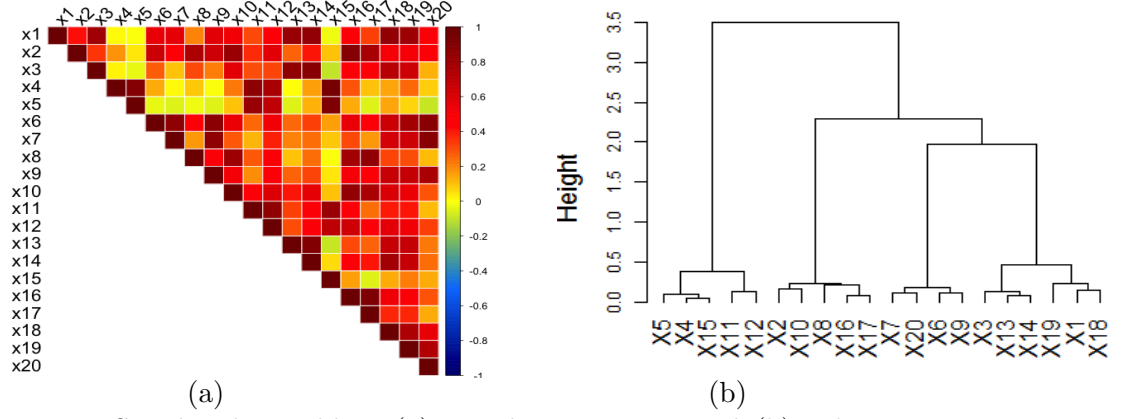 x1 x2 x3 x4 x5 x6 x7 x8 x9 x10 x11 x12 x13 x14 x15 x16 x17 x18 x19 x20
x1
x2
x3
x4
x5
x6
x7
x8
x9
x10
x11
x12
x13
x14
x15
x16
x17
x18
x19
x20
1
0.8
0.6
0.4
0.2
0
-0.2
-0.4
-0.6
-0.8
-1
(a)
Height
3.5
3.0
2.5
2.0
1.5
1.0
0.5
0.0
X5 X4 X15 X11 X12 X2 X10 X8 X16 X17 X7 X20 X6 X9 X3 X13 X14 X19 X1 X18
(b)